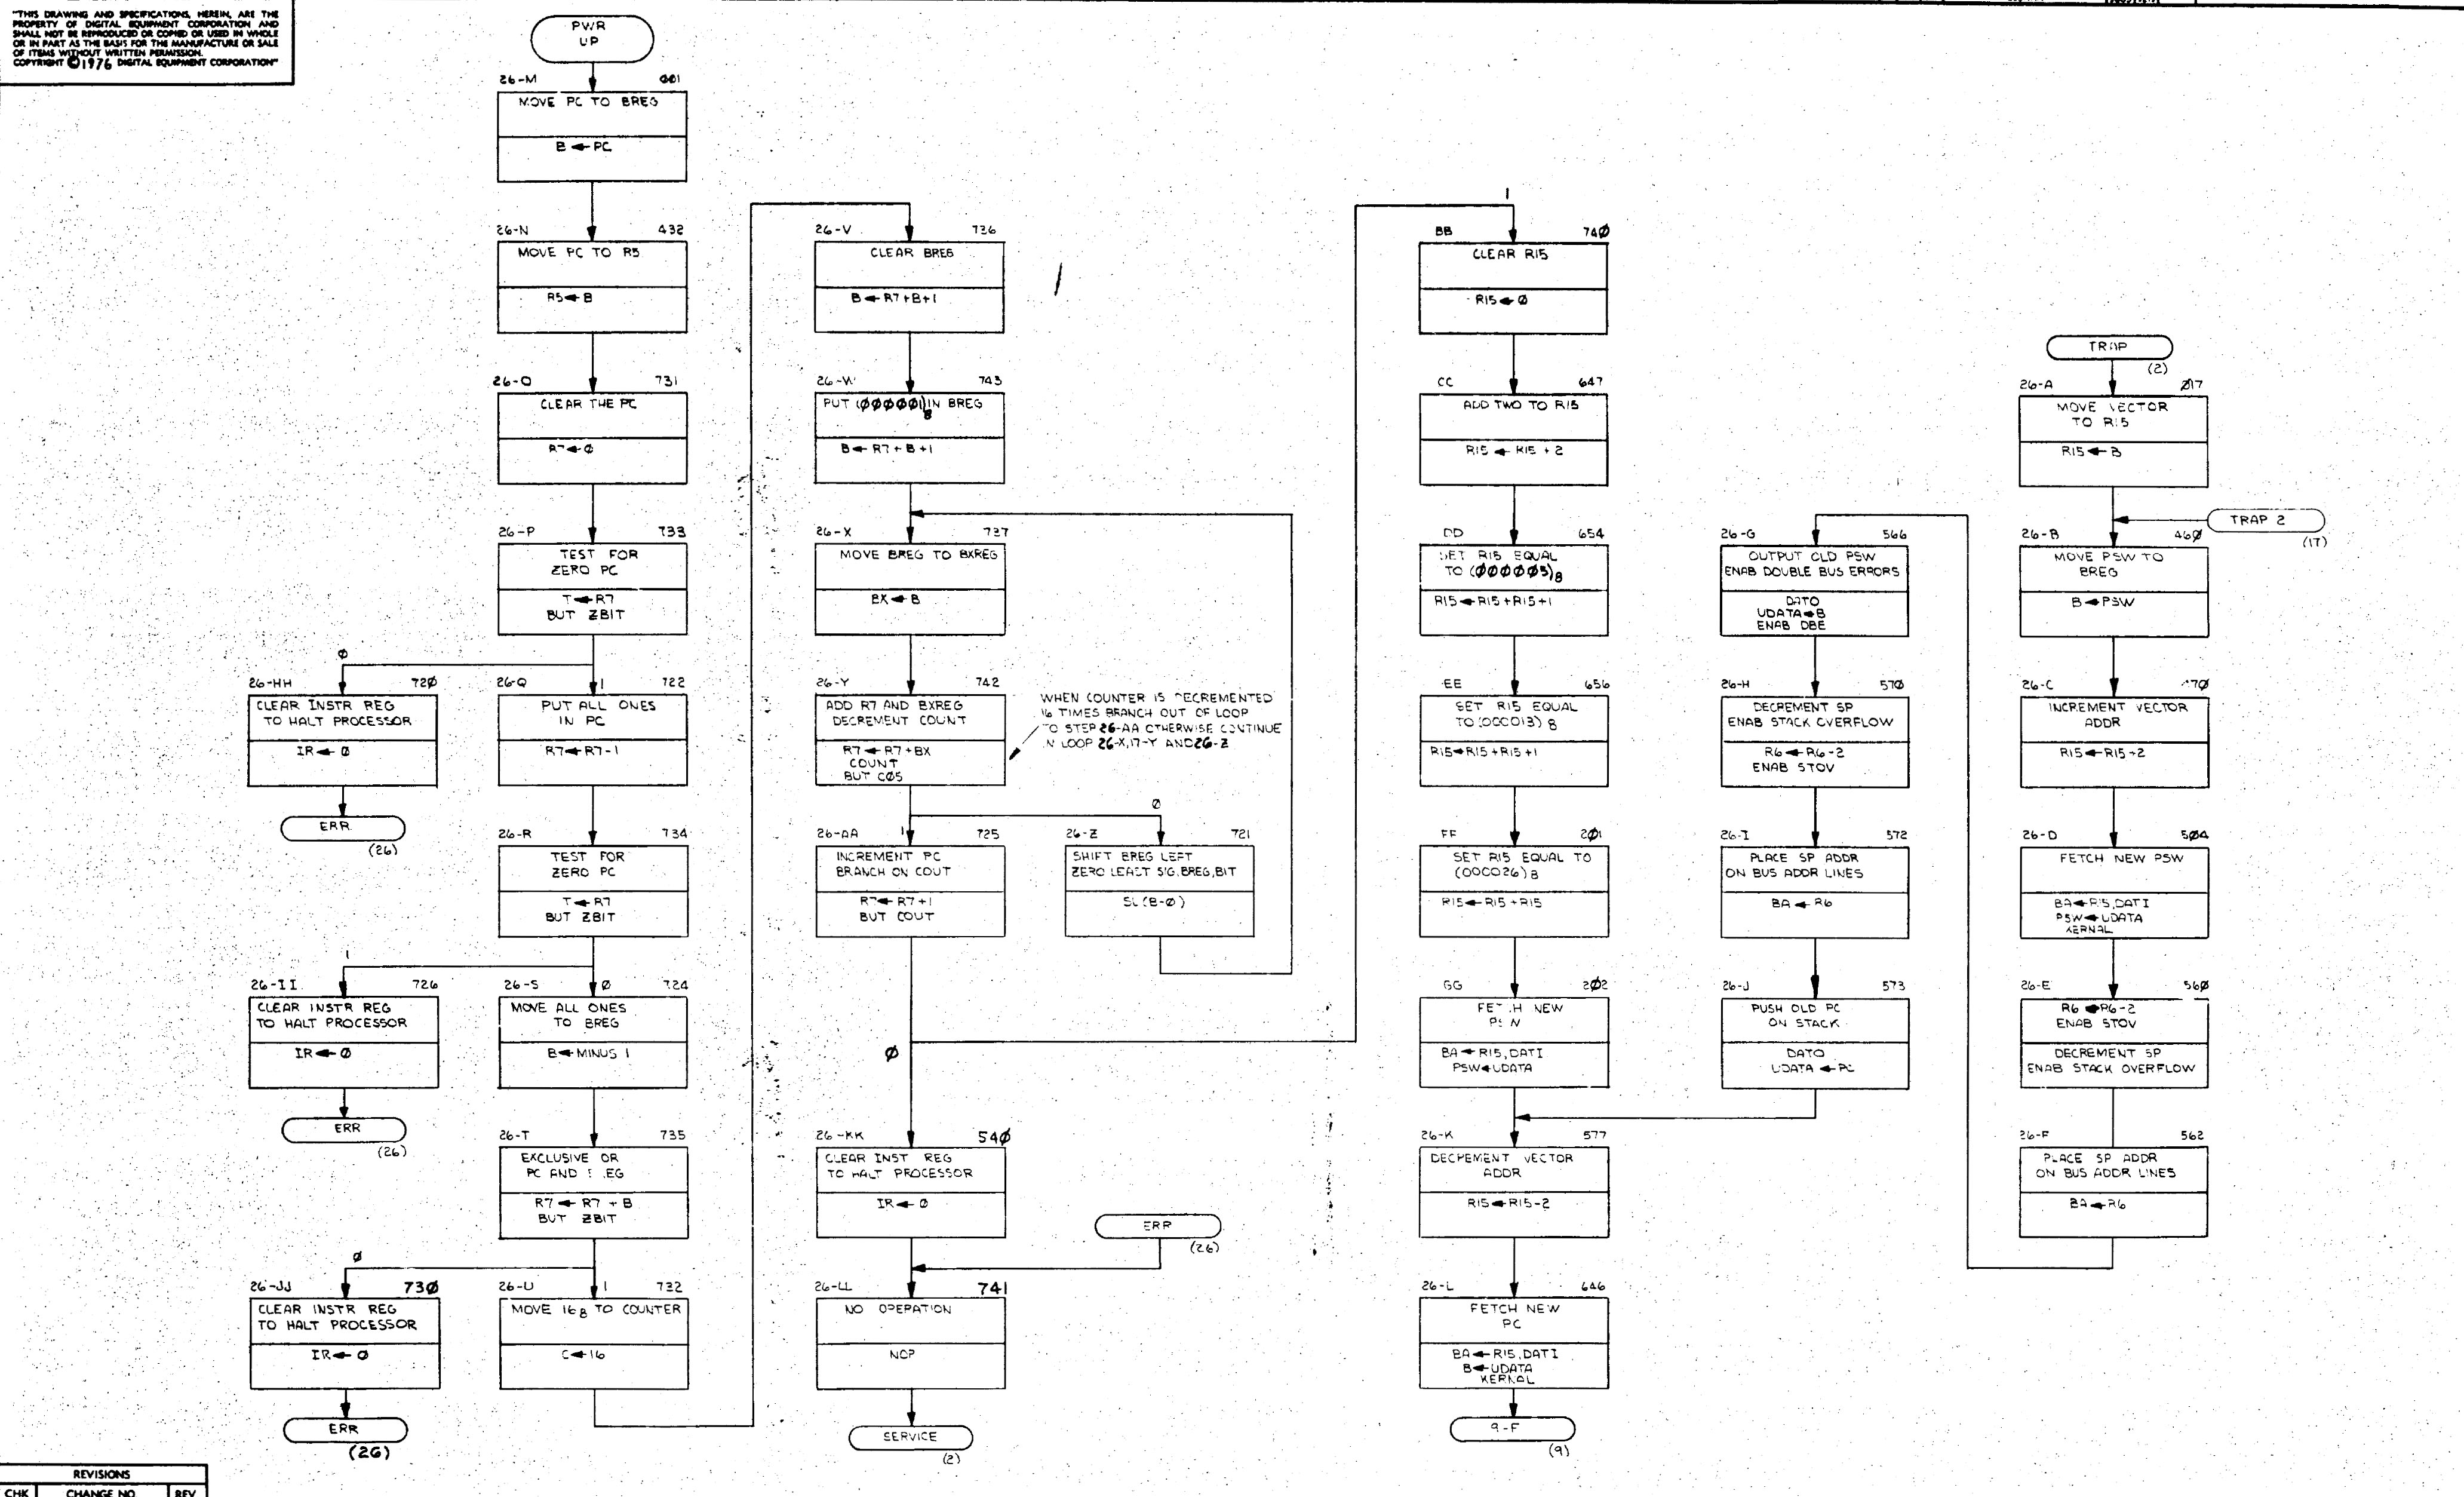 "THIS DRAWING AND SPECIFICATIONS, HEREIN, ARE THE
PROPERTY OF DIGITAL EQUIPMENT CORPORATION AND
SHALL NOT BE REPRODUCED OR COPIED OR USED IN WHOLE
OR IN PART AS THE BASIS FOR THE MANUFACTURE OR SALE
OF ITEMS WITHOUT WRITTEN PERMISSION.
COPYRIGHT ©1976 DIGITAL EQUIPMENT CORPORATION"
PWR
UP
26-M 001
MOVE PC TO BREG
B ← PC
26-N 432
MOVE PC TO R5
R5 ← B
26-O 731
CLEAR THE PC
R7 ← Ø
26-P 733
TEST FOR
ZERO PC
T ← R7
BUT ZBIT
Ø
1
26-HH 72Ø
CLEAR INSTR REG
TO HALT PROCESSOR
IR ← Ø
ERR
(26)
26-Q 722
PUT ALL ONES
IN PC
R7 ← R7-1
26-R 734
TEST FOR
ZERO PC
T ← R7
BUT ZBIT
1
Ø
26-II 726
CLEAR INSTR REG
TO HALT PROCESSOR
IR ← Ø
ERR
(26)
26-S 724
MOVE ALL ONES
TO BREG
B ← MINUS 1
26-T 735
EXCLUSIVE OR
PC AND
R7 ← R7 + B
BUT ZBIT
Ø
1
26-JJ 73Ø
CLEAR INSTR REG
TO HALT PROCESSOR
IR ← Ø
ERR
(26)
26-U 732
MOVE 16 8 TO COUNTER
C ← 16
26-V 736
CLEAR BREG
B ← R7+B+1
26-W 743
PUT (ØØØØØ1)8 IN BREG
B ← R7 + B +1
26-X 737
MOVE BREG TO BXREG
BX ← B
26-Y 742
ADD R7 AND BXREG
DECREMENT COUNT
R7 ← R7+BX
COUNT
BUT CØ5
WHEN COUNTER IS DECREMENTED
16 TIMES BRANCH OUT OF LOOP
TO STEP 26-AA OTHERWISE CONTINUE
IN LOOP 26-X,17-Y AND 26-Z
1
Ø
26-AA 725
INCREMENT PC
BRANCH ON COUT
R7 ← R7+1
BUT COUT
26-Z 721
SHIFT BREG LEFT
ZERO LEAST SIG. BREG, BIT
SL (B-Ø)
Ø
26-KK 54Ø
CLEAR INST REG
TO HALT PROCESSOR
IR ← Ø
ERR
(26)
26-LL 741
NO OPERATION
NOP
SERVICE
(2)
1
BB 74Ø
CLEAR R15
R15 ← Ø
CC 647
ADD TWO TO R15
R15 ← R15 + 2
DD 654
SET R15 EQUAL
TO (ØØØØØ5)8
R15 ← R15+R15+1
EE 656
SET R15 EQUAL
TO (000013) 8
R15 ← R15+R15+1
FF 2Ø1
SET R15 EQUAL TO
(000026)8
R15 ← R15 + R15
GG 2Ø2
FETCH NEW
PSW
BA ← R15, DATI
PSW ← UDATA
26-K 577
DECREMENT VECTOR
ADDR
R15 ← R15-2
26-L 646
FETCH NEW
PC
BA ← R15, DATI
B ← UDATA
KERNAL
9-F
(9)
26-G 566
OUTPUT OLD PSW
ENAB DOUBLE BUS ERRORS
DATO
UDATA ← B
ENAB DBE
26-H 57Ø
DECREMENT SP
ENAB STACK OVERFLOW
R6 ← R6-2
ENAB STOV
26-I 572
PLACE SP ADDR
ON BUS ADDR LINES
BA ← R6
26-J 573
PUSH OLD PC
ON STACK
DATO
UDATA ← PC
TRAP
(2)
26-A Ø17
MOVE VECTOR
TO R15
R15 ← B
TRAP 2
(17)
26-B 46Ø
MOVE PSW TO
BREG
B ← PSW
26-C 47Ø
INCREMENT VECTOR
ADDR
R15 ← R15+2
26-D 5Ø4
FETCH NEW PSW
BA ← R15, DATI
PSW ← UDATA
KERNAL
26-E 56Ø
R6 ← R6-2
ENAB STOV
DECREMENT SP
ENAB STACK OVERFLOW
26-F 562
PLACE SP ADDR
ON BUS ADDR LINES
BA ← R6
REVISIONS
CHK CHANGE NO REV